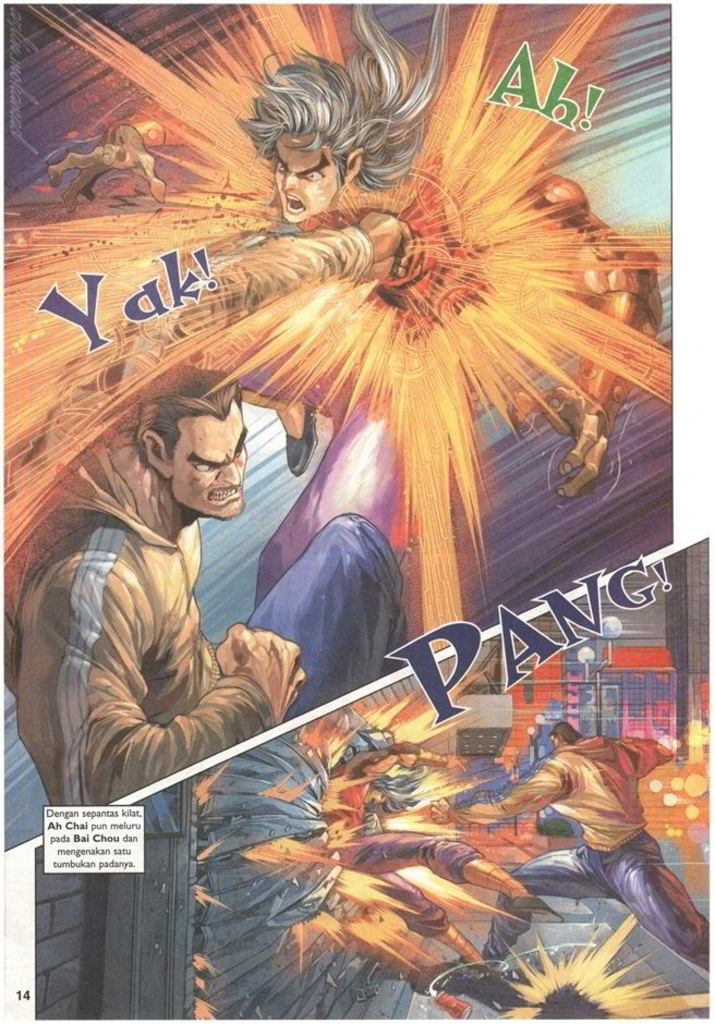 Ah!
Yak!
PANG!
Dengan sepantas kilat,
Ah Chai pun meluru
pada Bai Chou dan
mengenakan satu
tumbukan padanya.
14